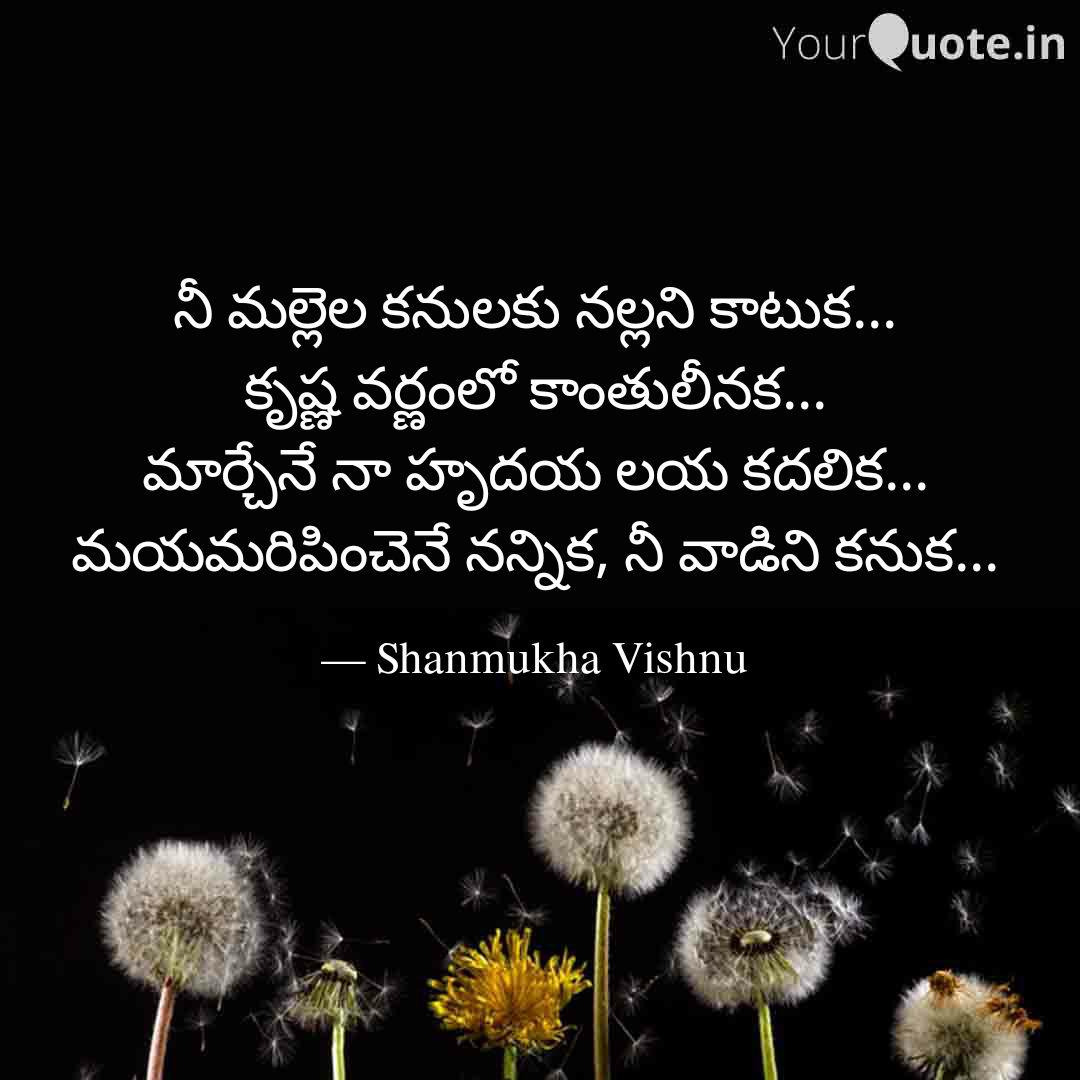 YourQuote.in
నీ మల్లెల కనులకు నల్లని కాటుక...
కృష్ణ వర్ణంలో కాంతులీనక...
మార్చేనే నా హృదయ లయ కదలిక...
మయమరిపించెనే నన్నిక, నీ వాడిని కనుక...
— Shanmukha Vishnu